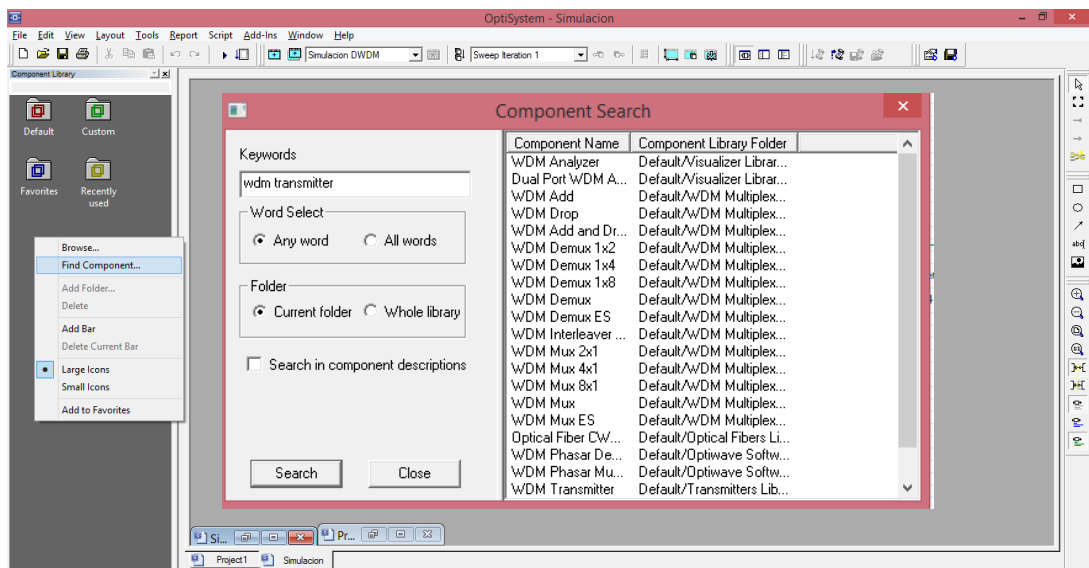 OptiSystem - Simulacion
File Edit View Layout Tools Report Script Add-Ins Window Help
Simulacion DWDM Sweep Iteration 1
Component Library
Default Custom
Favorites Recently used
Browse...
Find Component...
Add Folder...
Delete
Add Bar
Delete Current Bar
Large Icons
Small Icons
Add to Favorites
Component Search
Keywords
wdm transmitter
Word Select
Any word All words
Folder
Current folder Whole library
Search in component descriptions
Search Close
Component Name Component Library Folder
WDM Analyzer Default/Visualizer Librar...
Dual Port WDM A... Default/Visualizer Librar...
WDM Add Default/WDM Multiplex...
WDM Drop Default/WDM Multiplex...
WDM Add and Dr... Default/WDM Multiplex...
WDM Demux 1x2 Default/WDM Multiplex...
WDM Demux 1x4 Default/WDM Multiplex...
WDM Demux 1x8 Default/WDM Multiplex...
WDM Demux Default/WDM Multiplex...
WDM Demux ES Default/WDM Multiplex...
WDM Interleaver ... Default/WDM Multiplex...
WDM Mux 2x1 Default/WDM Multiplex...
WDM Mux 4x1 Default/WDM Multiplex...
WDM Mux 8x1 Default/WDM Multiplex...
WDM Mux Default/WDM Multiplex...
WDM Mux ES Default/WDM Multiplex...
Optical Fiber CW... Default/Optical Fibers Li...
WDM Phasar De... Default/Optiwave Softw...
WDM Phasar Mu... Default/Optiwave Softw...
WDM Transmitter Default/Transmitters Lib...
Si... Pr...
Project1 Simulacion